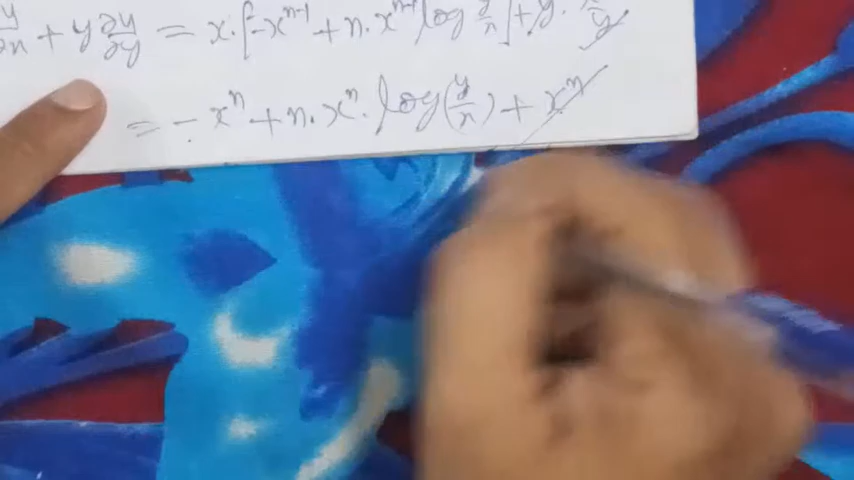 ∂y/∂x + y ∂u/∂y = x·[-x^{n-1} + n·x^{n-1} log y/x] + y· x^n/y
= - x^n + n·x^n·log(y/x) + x^n